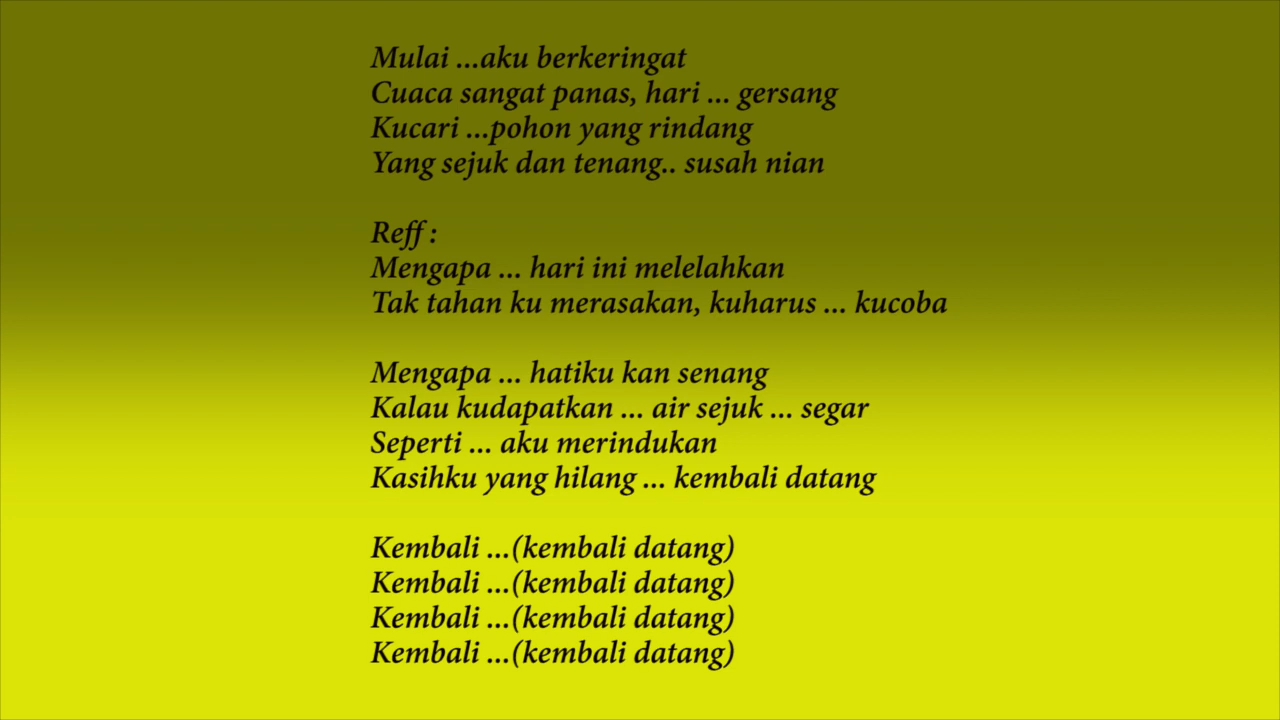 Mulai ...aku berkeringat
Cuaca sangat panas, hari ... gersang
Kucari ...pohon yang rindang
Yang sejuk dan tenang.. susah nian
Reff :
Mengapa ... hari ini melelahkan
Tak tahan ku merasakan, kuharus ... kucoba
Mengapa ... hatiku kan senang
Kalau kudapatkan ... air sejuk ... segar
Seperti ... aku merindukan
Kasihku yang hilang ... kembali datang
Kembali ...(kembali datang)
Kembali ...(kembali datang)
Kembali ...(kembali datang)
Kembali ...(kembali datang)